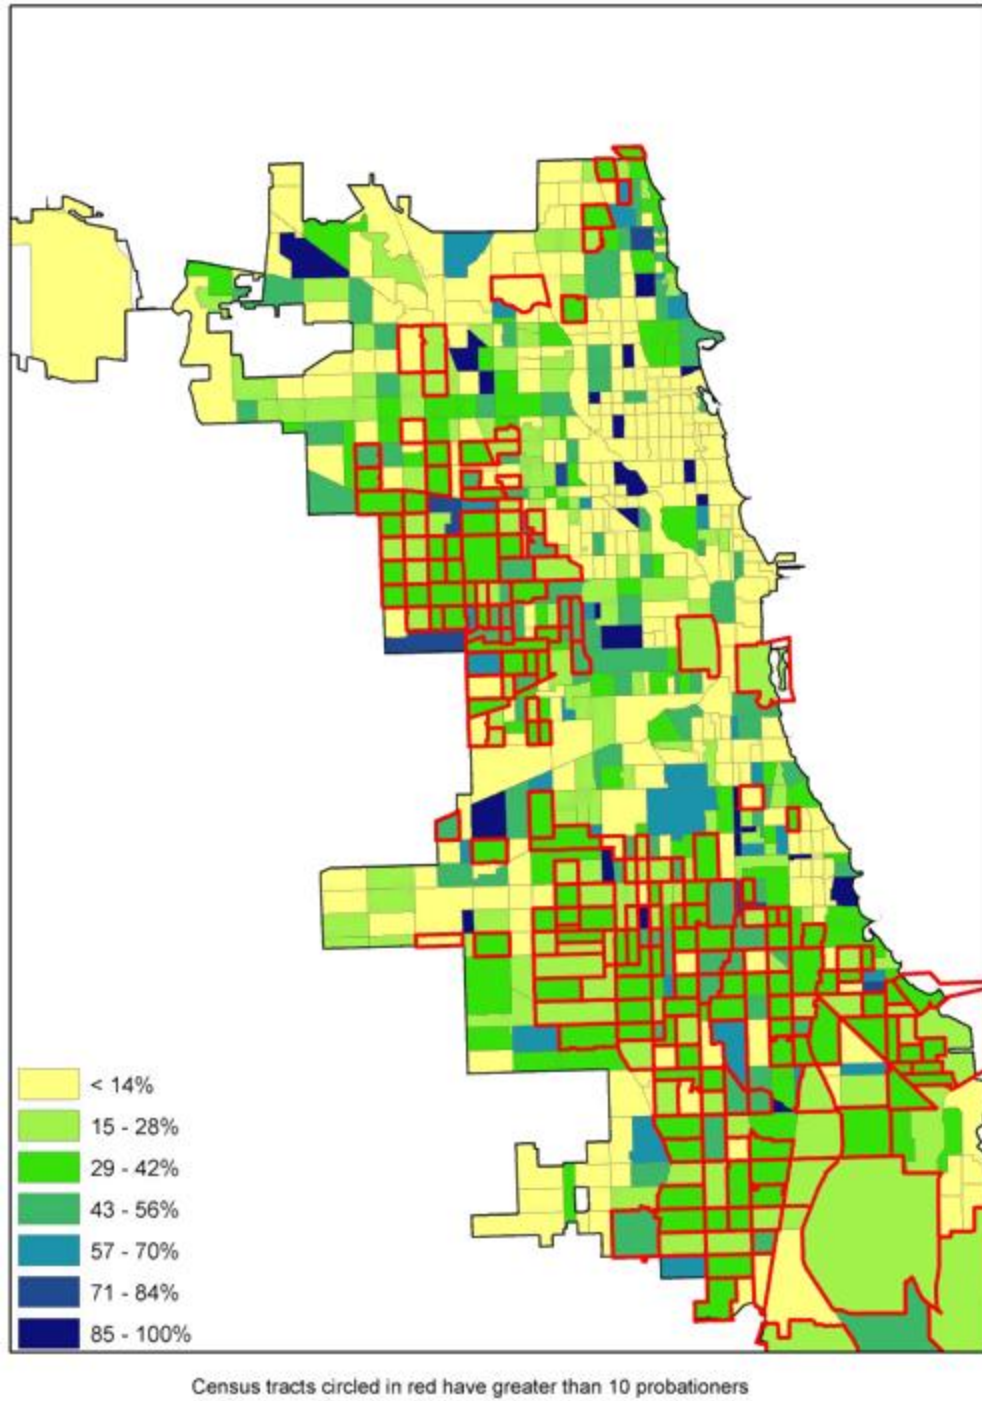 < 14%
15 - 28%
29 - 42%
43 - 56%
57 - 70%
71 - 84%
85 - 100%
Census tracts circled in red have greater than 10 probationers